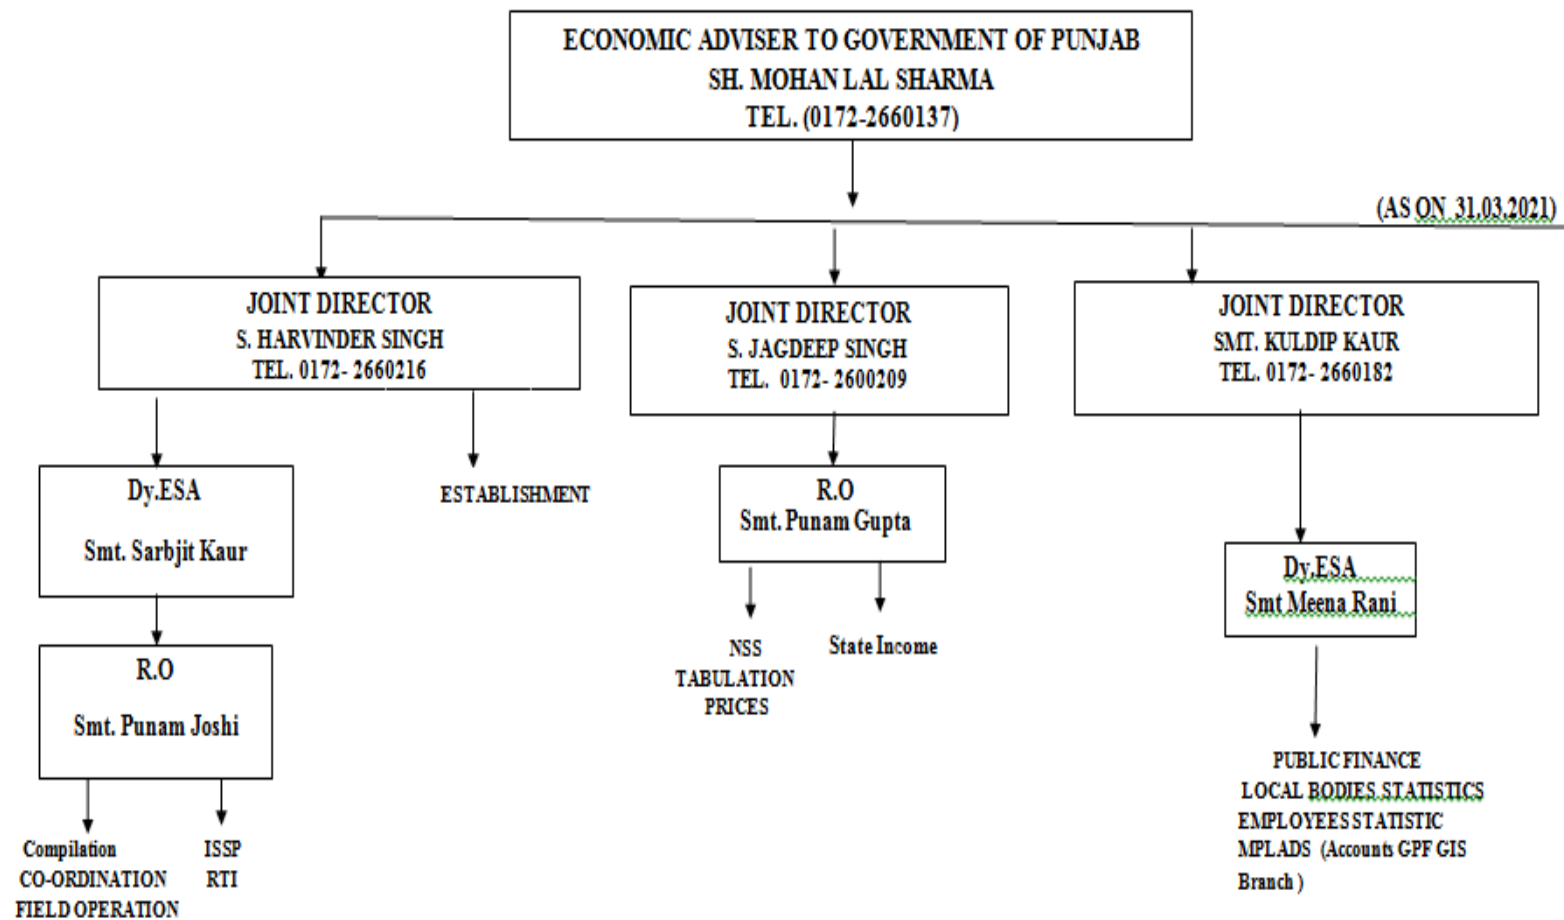 ECONOMIC ADVISER TO GOVERNMENT OF PUNJAB
SH. MOHAN LAL SHARMA
TEL. (0172-2660137)
(AS ON 31.03.2021)
JOINT DIRECTOR
S. HARVINDER SINGH
TEL. 0172- 2660216
JOINT DIRECTOR
S. JAGDEEP SINGH
TEL. 0172- 2600209
JOINT DIRECTOR
SMT. KULDIP KAUR
TEL. 0172- 2660182
Dy.ESA
Smt. Sarbjit Kaur
ESTABLISHMENT
R.O
Smt. Punam Gupta
Dy.ESA
Smt Meena Rani
R.O
Smt. Punam Joshi
NSS
TABULATION
PRICES
State Income
Compilation
CO-ORDINATION
FIELD OPERATION
ISSP
RTI
PUBLIC FINANCE
LOCAL BODIES STATISTICS
EMPLOYEES STATISTIC
MPLADS (Accounts GPF GIS
Branch )